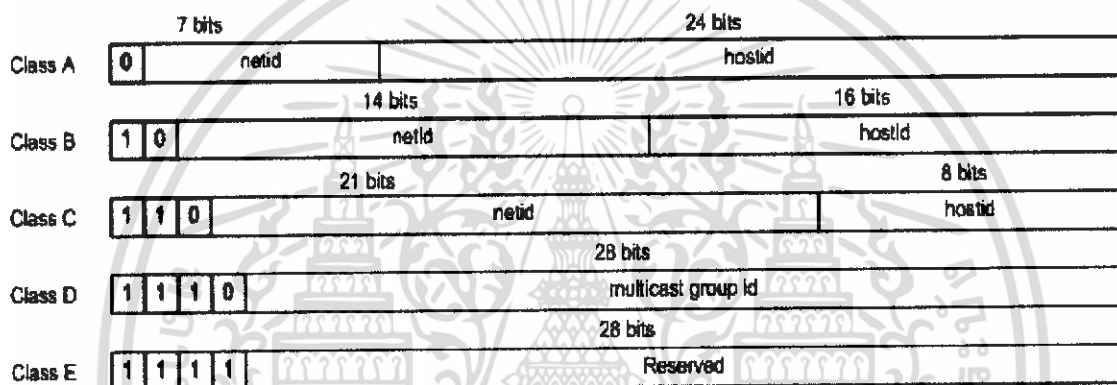 7 bits 24 bits
Class A 0 netid hostid
14 bits 16 bits
Class B 1 0 netid hostid
21 bits 8 bits
Class C 1 1 0 netid hostid
28 bits
Class D 1 1 1 0 multicast group id
28 bits
Class E 1 1 1 1 Reserved